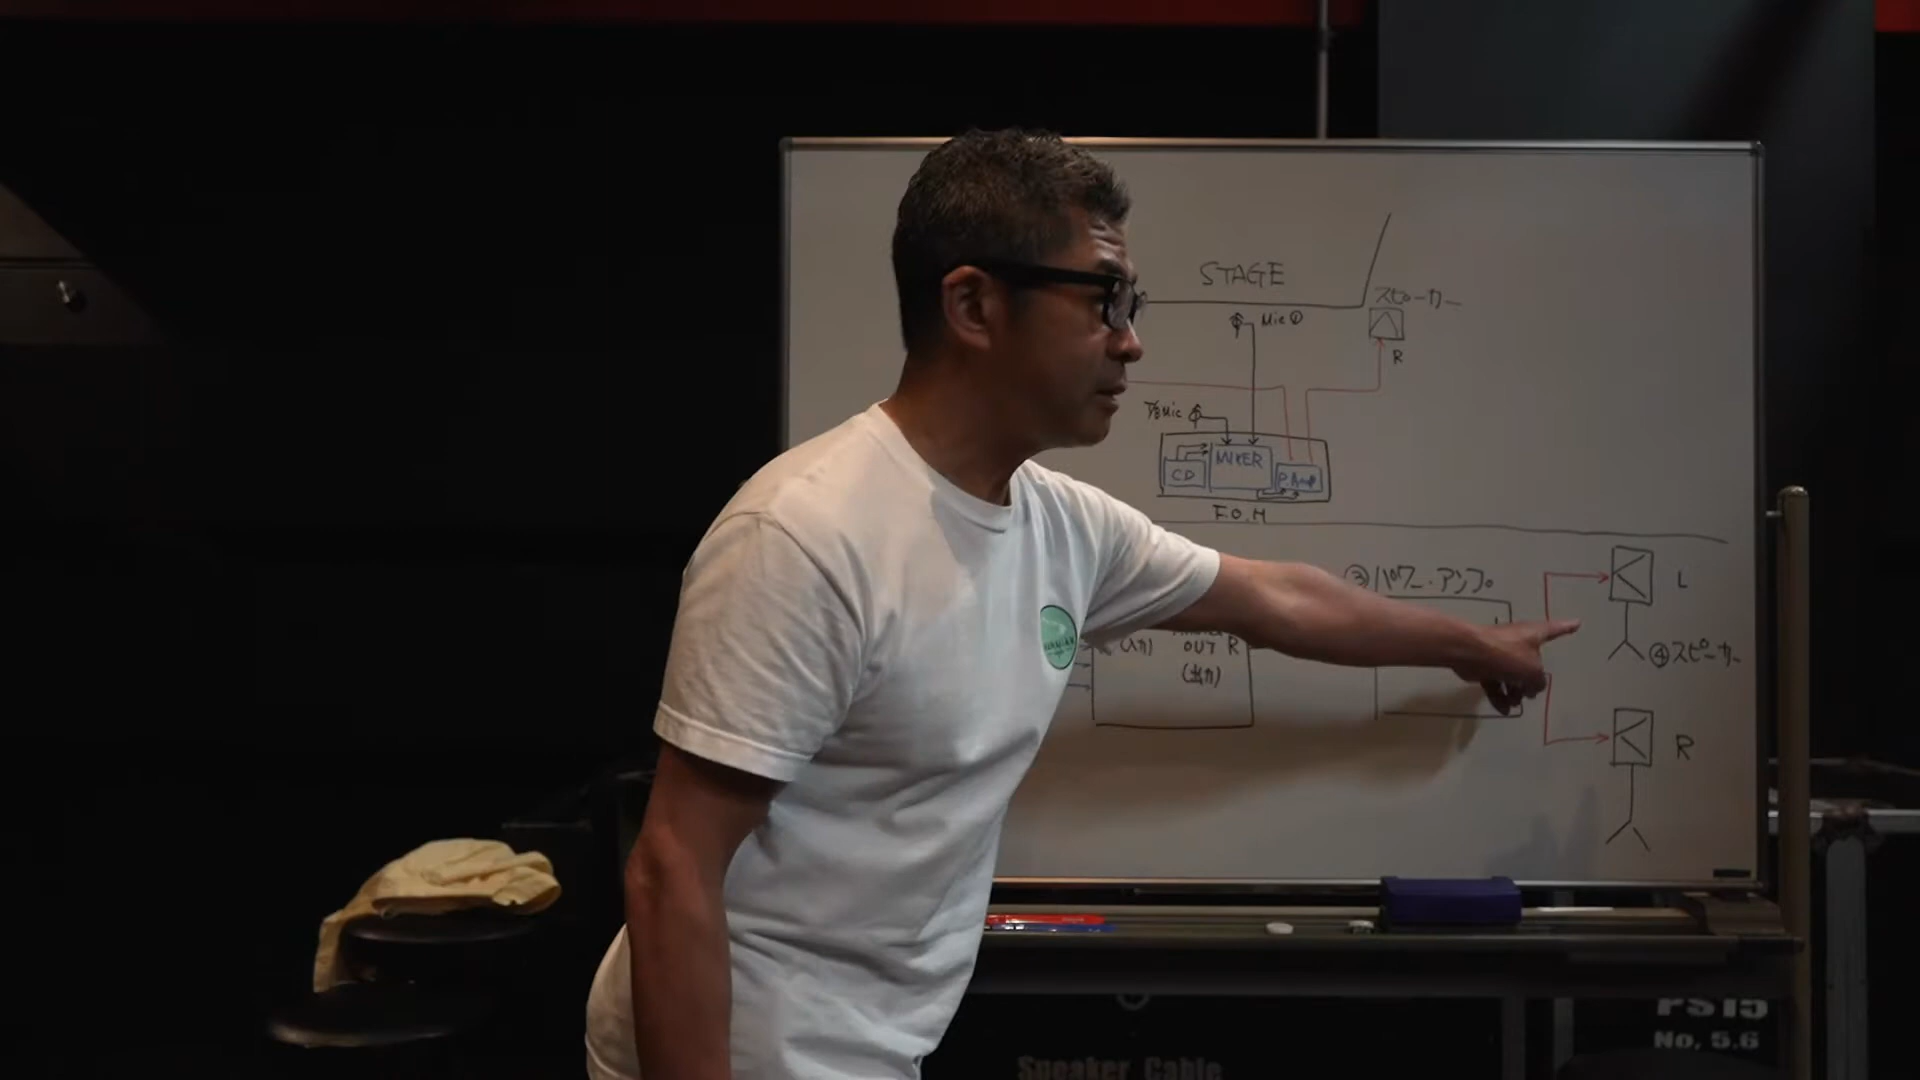 STAGE
スピーカー
Mic①
R
T/B Mic
CD
MIXER
P.Amp
F.O.H
③パワー・アンプ
L
(入力)
OUT R
(出力)
④スピーカー
R
PS15
No, 5.6
Speaker Cable